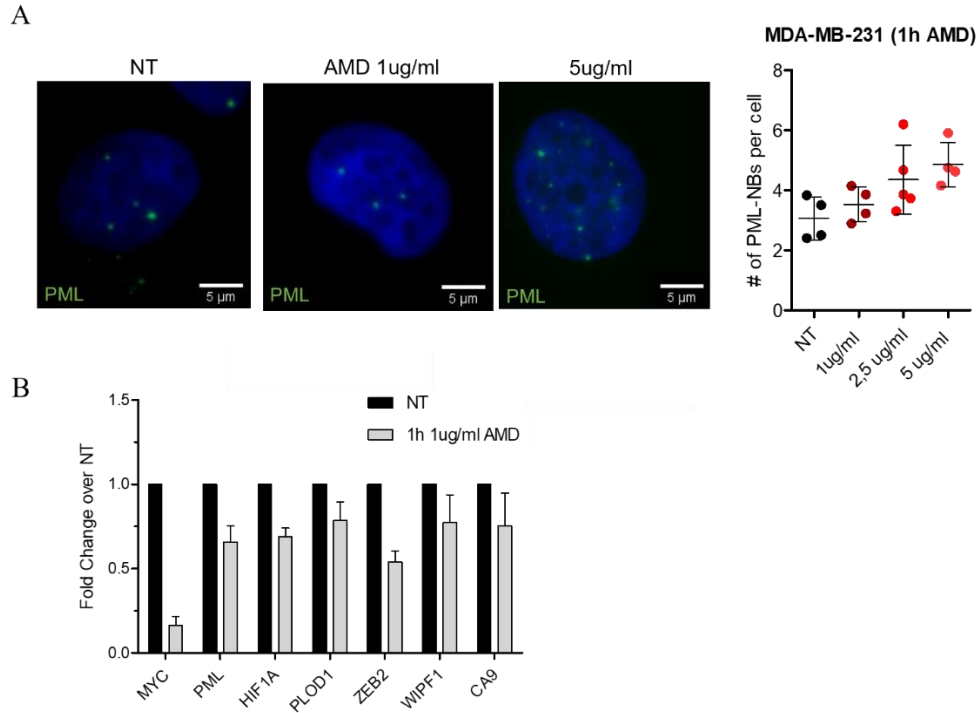 A
NT
AMD 1ug/ml
5ug/ml
PML
5 µm
PML
5 µm
PML
5 µm
MDA-MB-231 (1h AMD)
# of PML-NBs per cell
8
6
4
2
0
NT
1ug/ml
2,5 ug/ml
5 ug/ml
B
NT
1h 1ug/ml AMD
Fold Change over NT
1.5
1.0
0.5
0.0
MYC
PML
HIF1A
PLOD1
ZEB2
WIPF1
CA9